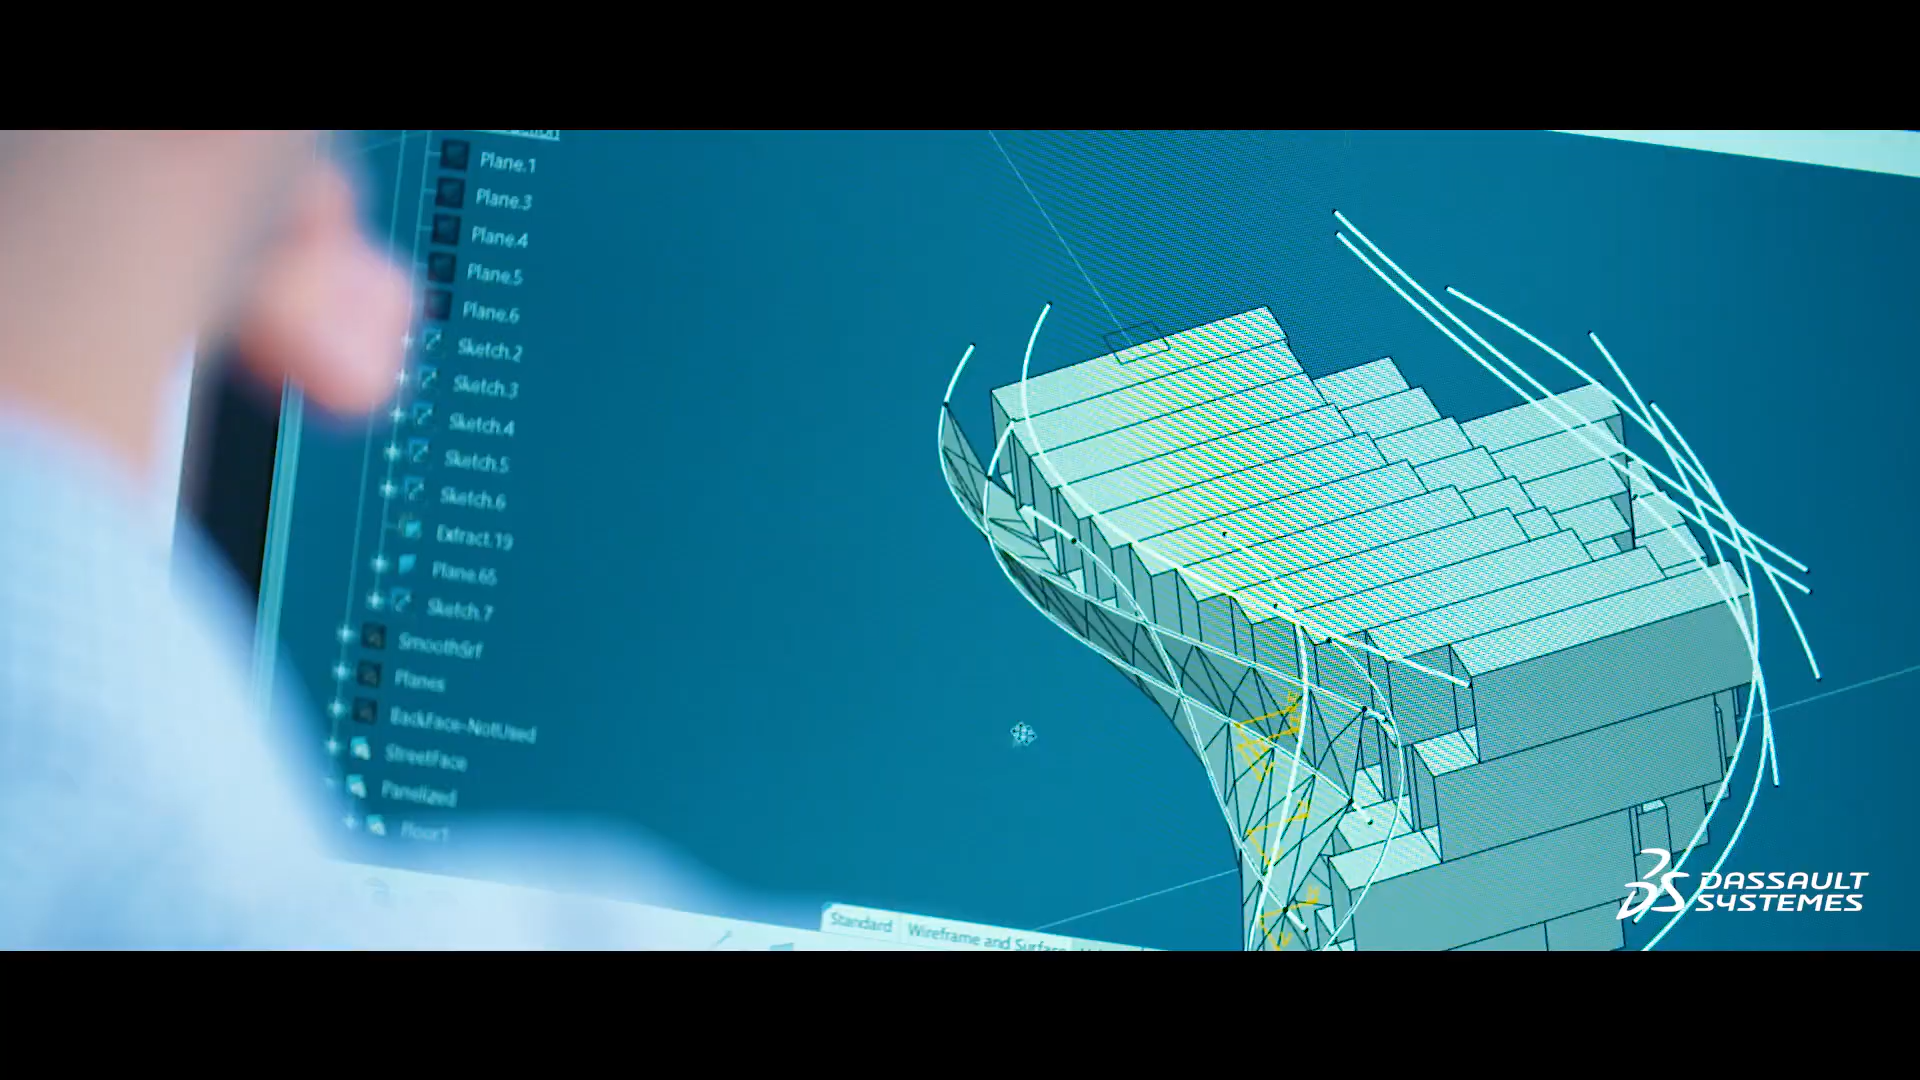 Plane.1
Plane.3
Plane.4
Plane.5
Plane.6
Sketch.2
Sketch.3
Sketch.4
Sketch.5
Sketch.6
Extract.19
Plane.65
Sketch.7
SmoothSrf
Planes
BackFace-NotUsed
StreetFace
Panelized
Floor1
Standard
Wireframe and Surface
DASSAULT
SYSTEMES